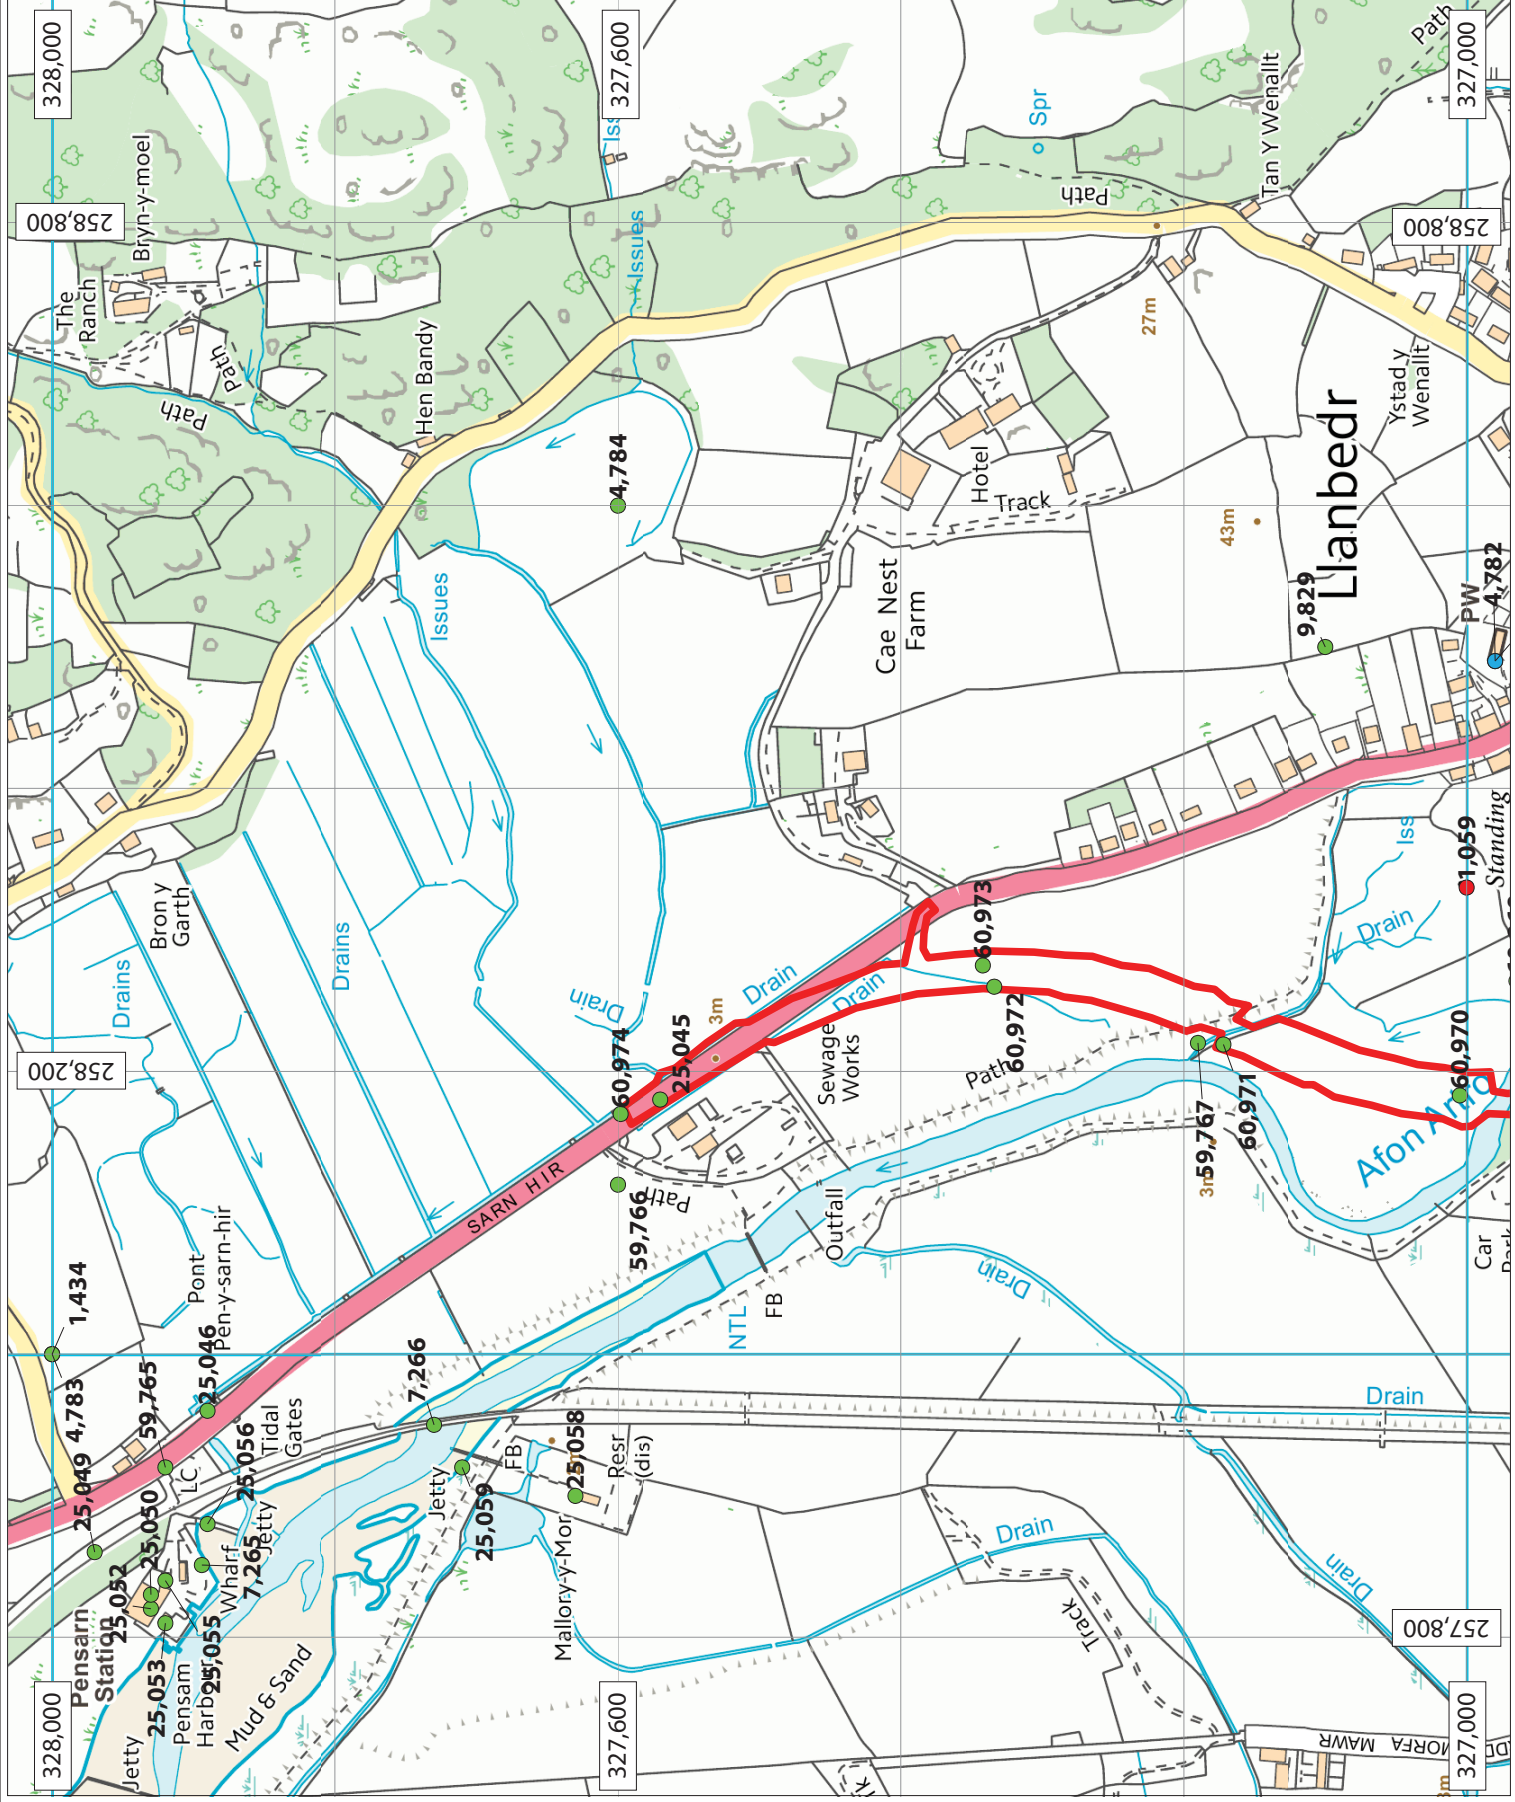 328,000
327,600
327,000
Path
Bryn-y-moel
Issues
Spr
Tan Y Wenallt
Path
258,800
258,800
The
Ranch
Issues
27m
Path
Path
Hen Bandy
Ystad y
Wenallt
4,784
Hotel
Track
43m
Llanbedr
Issues
Cae Nest
Farm
9,829
PW
4,782
Bron y
Garth
Drains
Drains
Drain
Drain
Drain
3m
60,973
1,059
Standing
Iss
Drain
258,200
60,974
25,045
Sewage
Works
60,972
Path
60,970
Afon Artro
59,767
60,971
3m
SARN HIR
59,766
Path
Outfall
Pont
Pen-y-sarn-hir
1,434
4,783
59,765
25,046
NTL
FB
Drain
Car
Park
7,266
Tidal
Gates
LC
25,049
25,050
25,056
Jetty
Jetty
FB
25,058
Resr
(dis)
25,059
Drain
25,052
7,265
Wharf
Mallory-y-Mor
Drain
Drain
Pensarn
Station
25,053
25,055
Pensarn
Harbour
Mud & Sand
Track
257,800
Jetty
328,000
327,600
327,000
MORFA MAWR